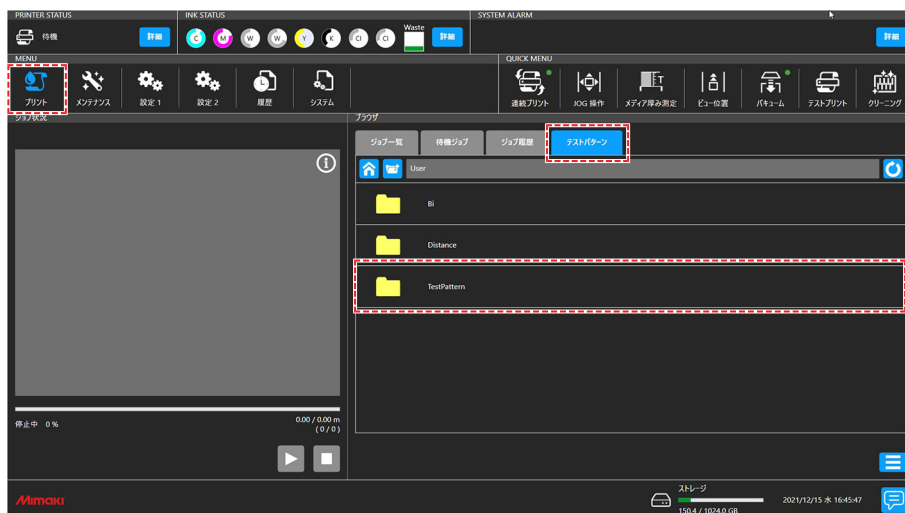 PRINTER STATUS
INK STATUS
SYSTEM ALARM
待機
詳細
C
M
W
W
Y
K
Cl
Cl
Waste
詳細
詳細
MENU
QUICK MENU
プリント
メンテナンス
設定 1
設定 2
履歴
システム
連続プリント
JOG 操作
メディア厚み測定
ビュー位置
バキューム
テストプリント
クリーニング
ジョブ状況
ブラウザ
ジョブ一覧
待機ジョブ
ジョブ履歴
テストパターン
User
Bi
Distance
TestPattern
停止中 0 %
0.00 / 0.00 m
( 0 / 0 )
Mimaki
ストレージ
150.4 / 1024.0 GB
2021/12/15 水 16:45:47